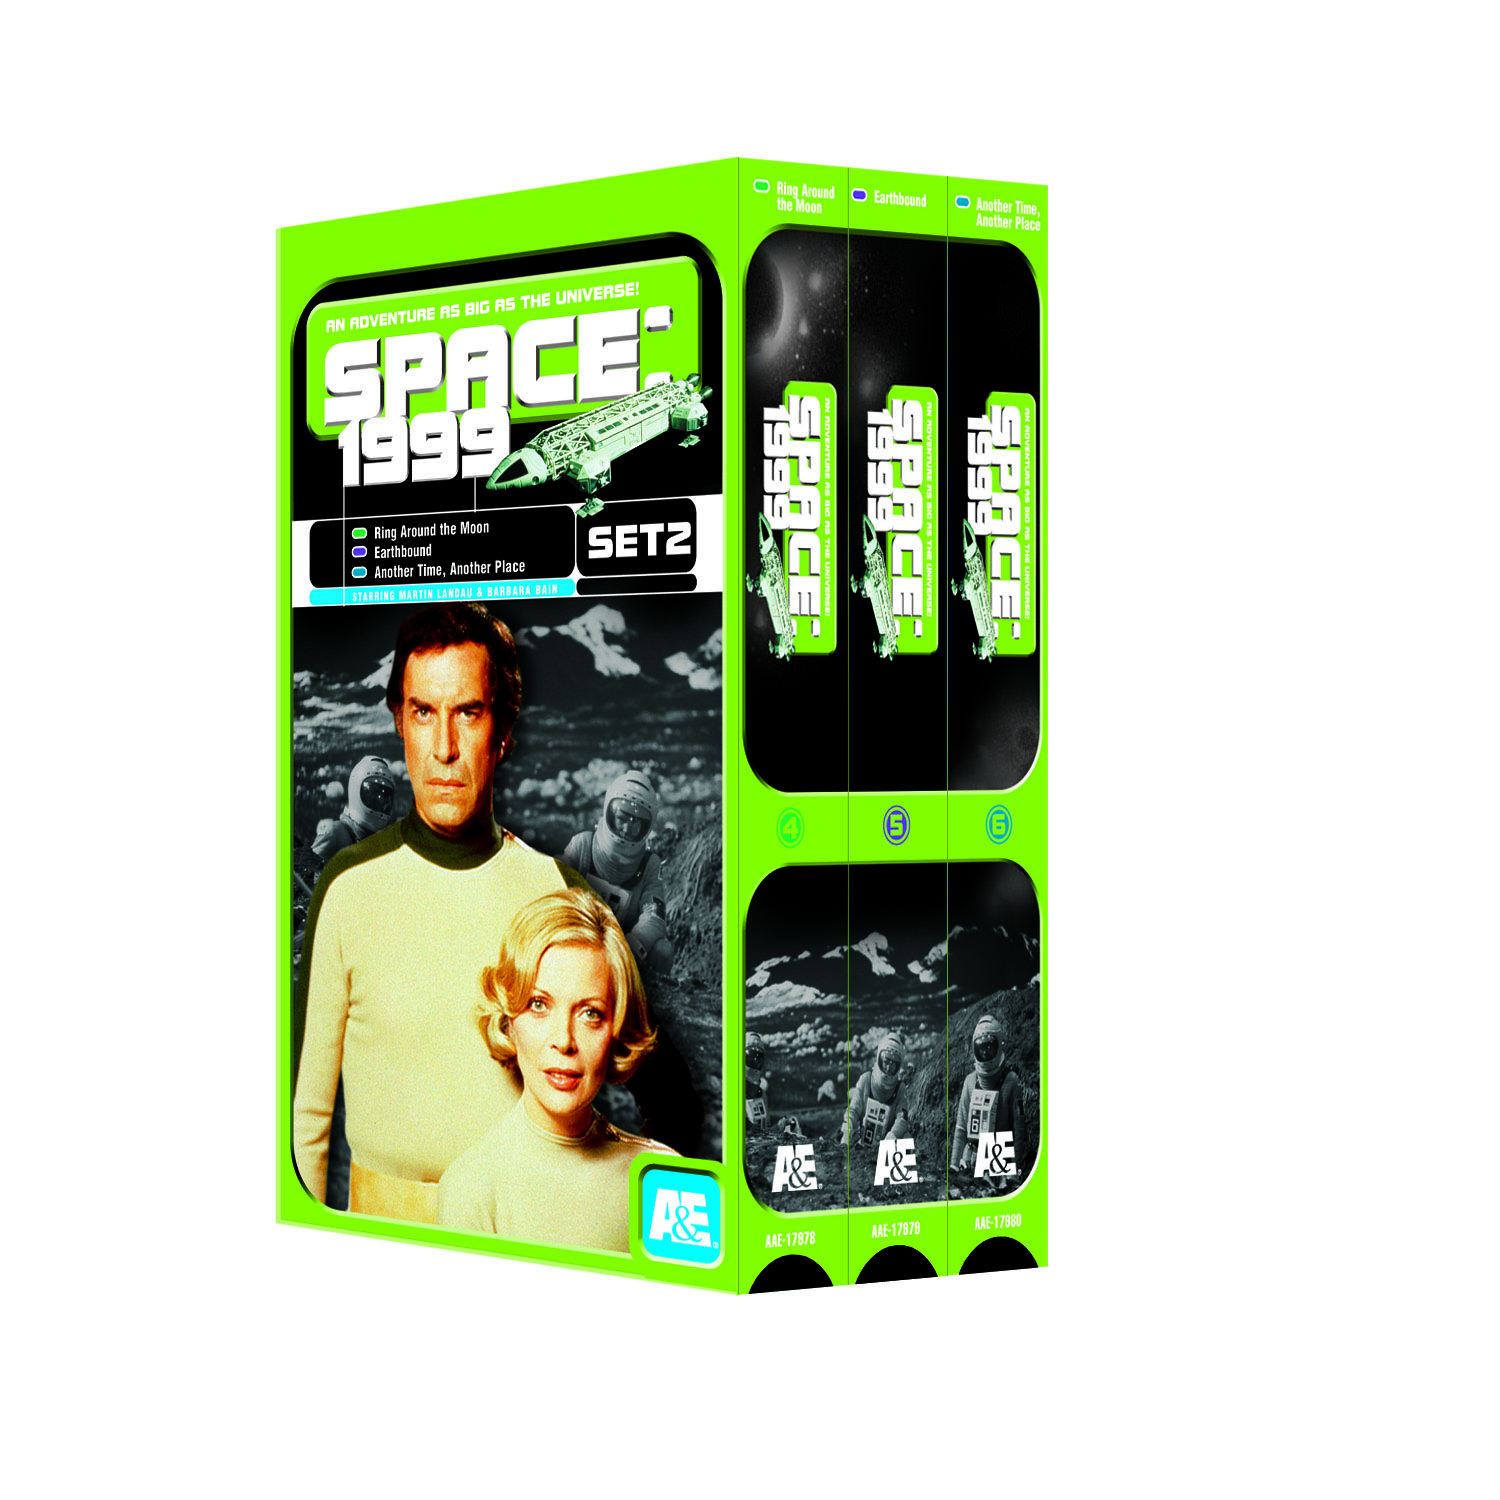 AN ADVENTURE AS BIG AS THE UNIVERSE!
SPACE:
1999
Ring Around the Moon
Earthbound
Another Time, Another Place
SET2
STARRING MARTIN LANDAU & BARBARA BAIN
A&E
Ring Around
the Moon
AN ADVENTURE AS BIG AS THE UNIVERSE!
SPACE:
1999
4
A&E
AAE-17978
Earthbound
AN ADVENTURE AS BIG AS THE UNIVERSE!
SPACE:
1999
5
A&E
AAE-17979
Another Time,
Another Place
AN ADVENTURE AS BIG AS THE UNIVERSE!
SPACE:
1999
6
6
A&E
AAE-17980